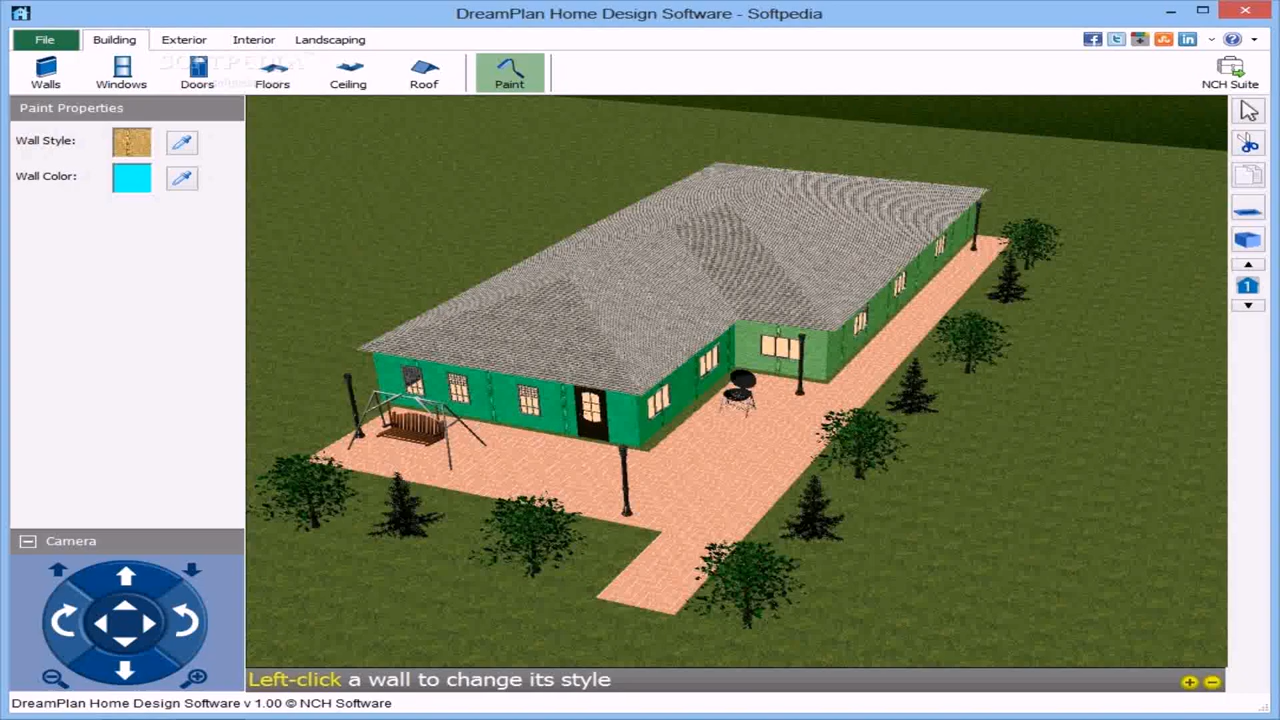 DreamPlan Home Design Software - Softpedia
File Building Exterior Interior Landscaping
SOFTPEDIA
Walls Windows Doors Floors Ceiling Roof Paint NCH Suite
Paint Properties
Wall Style:
Wall Color:
1
Camera
Left-click a wall to change its style
DreamPlan Home Design Software v 1.00 © NCH Software